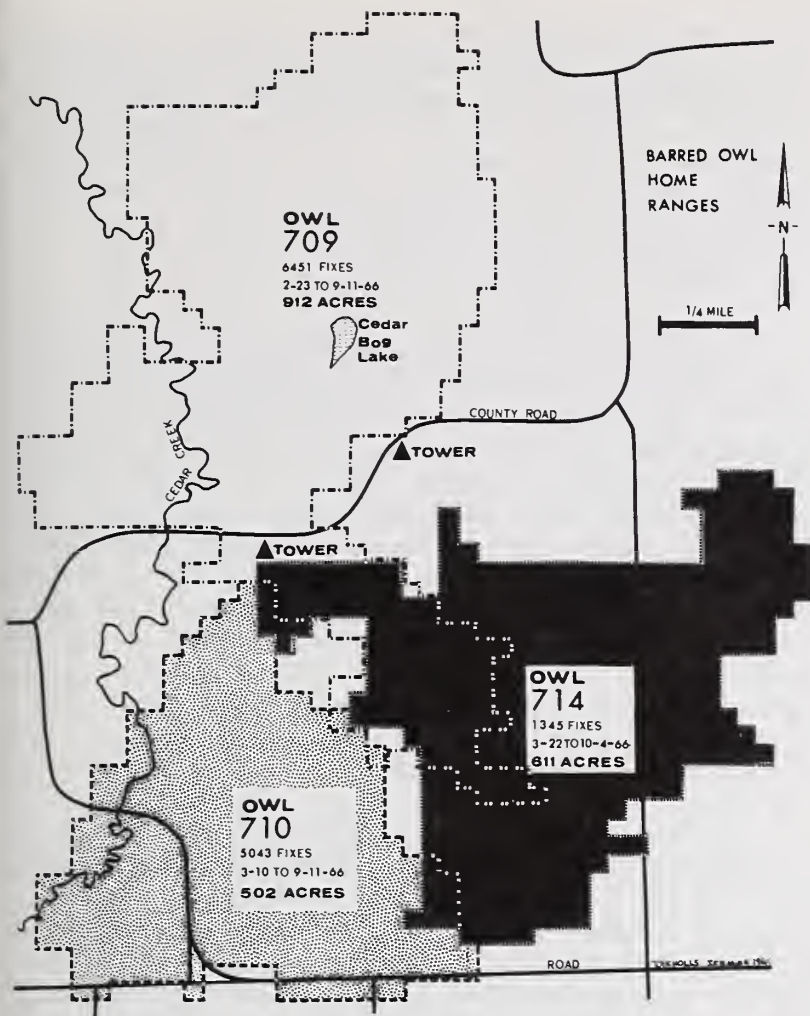 BARRED OWL
HOME
RANGES
-N-
1/4 MILE
OWL
709
6451 FIXES
2-23 TO 9-11-66
912 ACRES
Cedar
Bog
Lake
COUNTY ROAD
CEDAR CREEK
TOWER
TOWER
OWL
714
1345 FIXES
3-22 TO 10-4-66
611 ACRES
OWL
710
5043 FIXES
3-10 TO 9-11-66
502 ACRES
ROAD